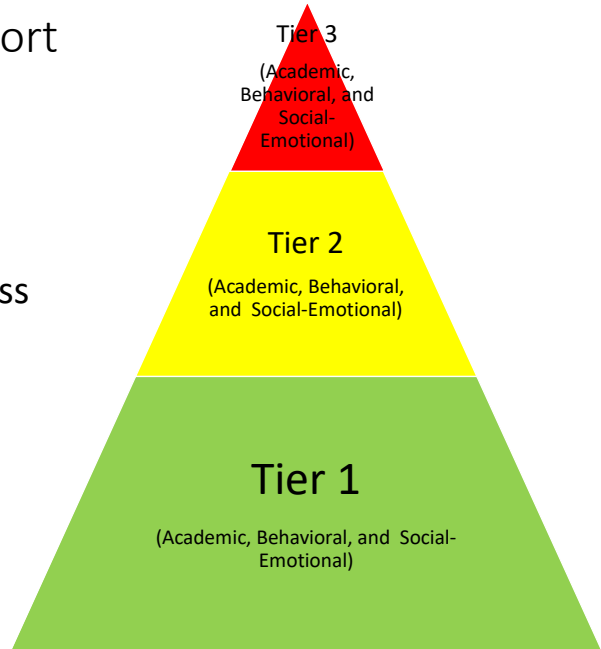 ort
Tier 3
(Academic,
Behavioral, and
Social-
Emotional)
Tier 2
ss
(Academic, Behavioral,
and  Social-Emotional)
Tier 1
(Academic, Behavioral, and  Social-
Emotional)